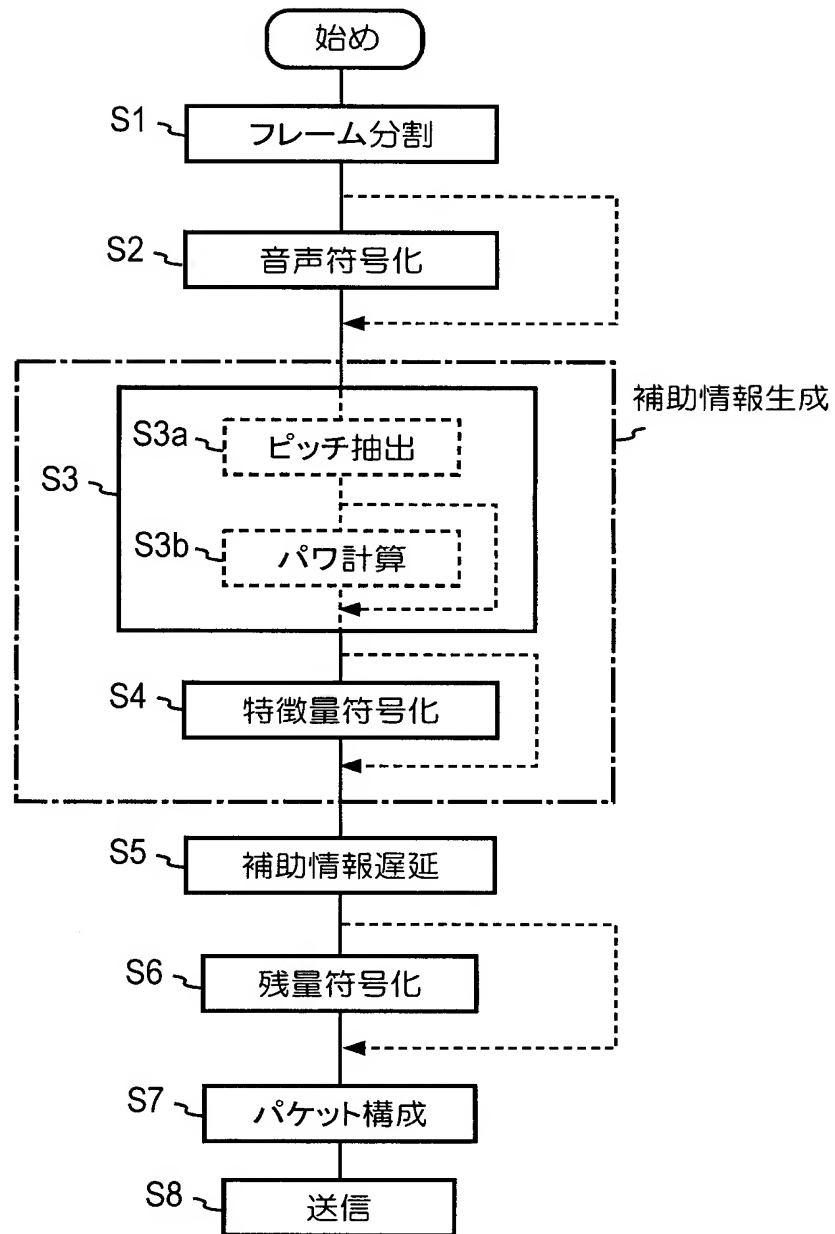 始め
S1
フレーム分割
S2
音声符号化
補助情報生成
S3
S3a
ピッチ抽出
S3b
パワ計算
S4
特徴量符号化
S5
補助情報遅延
S6
残量符号化
S7
パケット構成
S8
送信